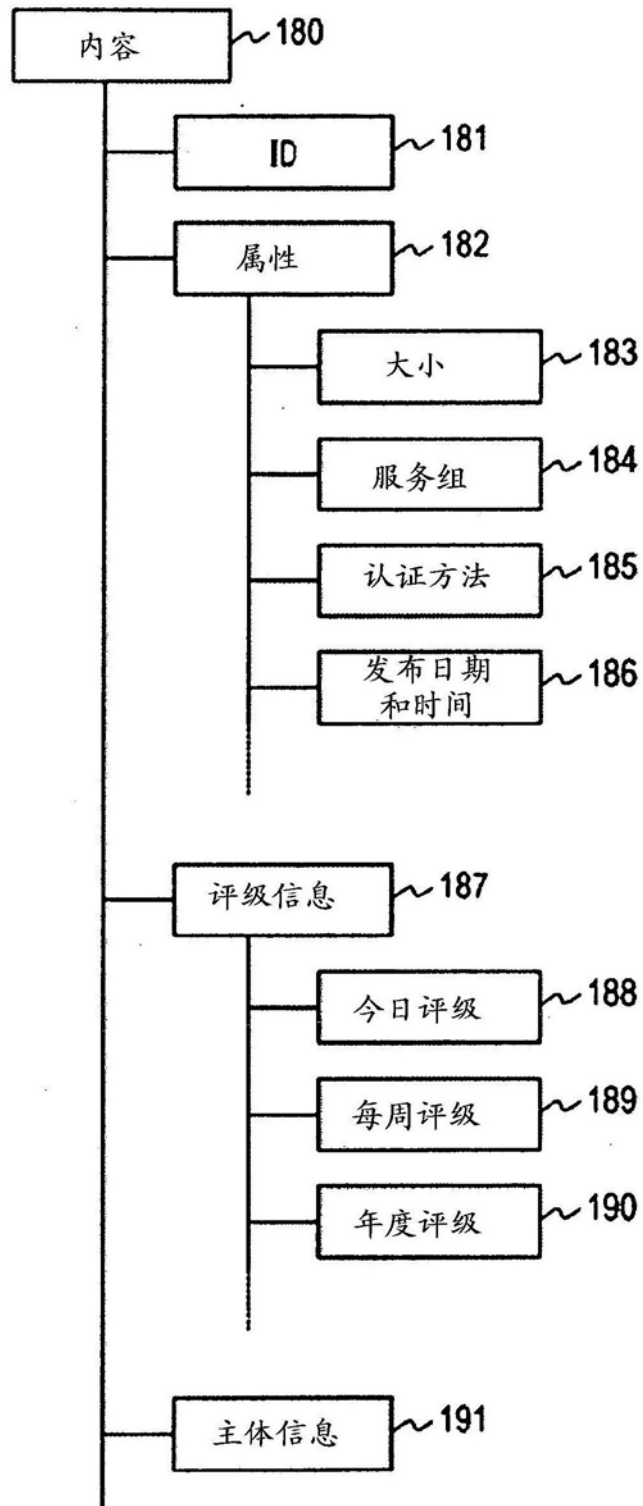 内容 180
ID 181
属性 182
大小 183
服务组 184
认证方法 185
发布日期
和时间 186
评级信息 187
今日评级 188
每周评级 189
年度评级 190
主体信息 191